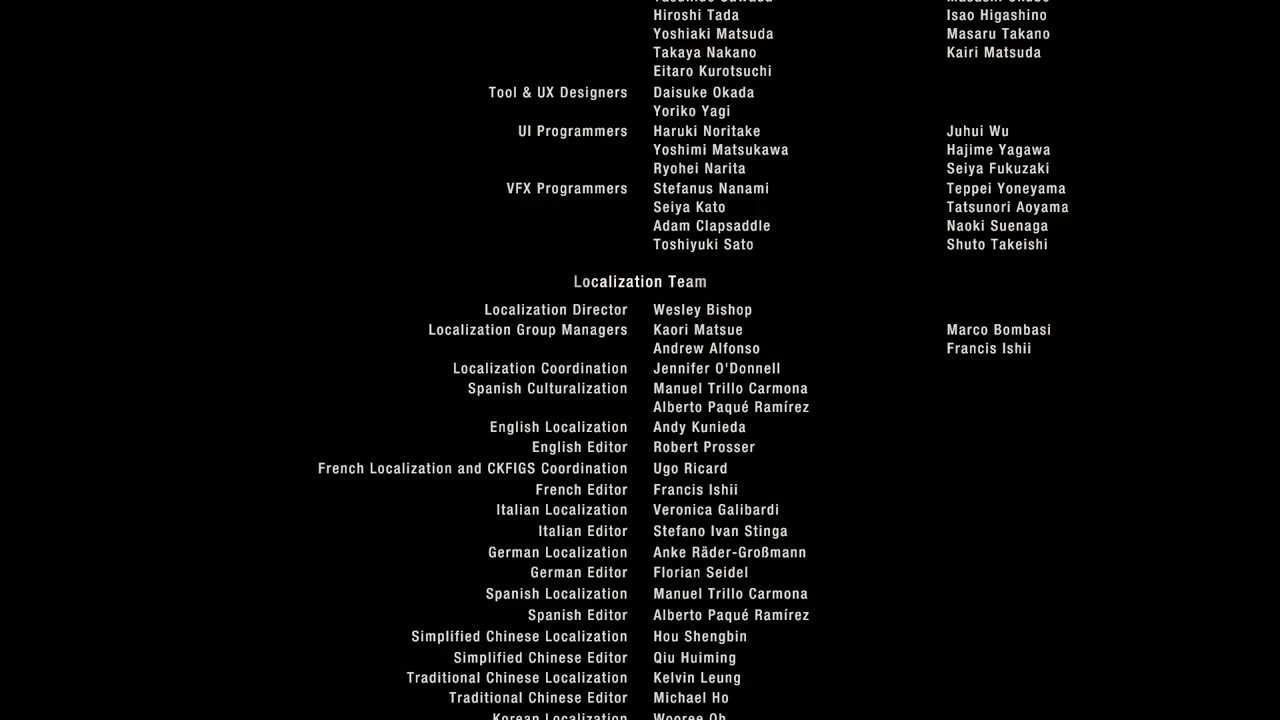 Hiroshi Tada Isao Higashino
Yoshiaki Matsuda Masaru Takano
Takaya Nakano Kairi Matsuda
Eitaro Kurotsuchi
Tool & UX Designers Daisuke Okada
Yoriko Yagi
UI Programmers Haruki Noritake Juhui Wu
Yoshimi Matsukawa Hajime Yagawa
Ryohei Narita Seiya Fukuzaki
VFX Programmers Stefanus Nanami Teppei Yoneyama
Seiya Kato Tatsunori Aoyama
Adam Clapsaddle Naoki Suenaga
Toshiyuki Sato Shuto Takeishi
Localization Team
Localization Director Wesley Bishop
Localization Group Managers Kaori Matsue Marco Bombasi
Andrew Alfonso Francis Ishii
Localization Coordination Jennifer O'Donnell
Spanish Culturalization Manuel Trillo Carmona
Alberto Paqué Ramírez
English Localization Andy Kunieda
English Editor Robert Prosser
French Localization and CKFIGS Coordination Ugo Ricard
French Editor Francis Ishii
Italian Localization Veronica Galibardi
Italian Editor Stefano Ivan Stinga
German Localization Anke Räder-Großmann
German Editor Florian Seidel
Spanish Localization Manuel Trillo Carmona
Spanish Editor Alberto Paqué Ramírez
Simplified Chinese Localization Hou Shengbin
Simplified Chinese Editor Qiu Huiming
Traditional Chinese Localization Kelvin Leung
Traditional Chinese Editor Michael Ho
Korean Localization Wooree Oh